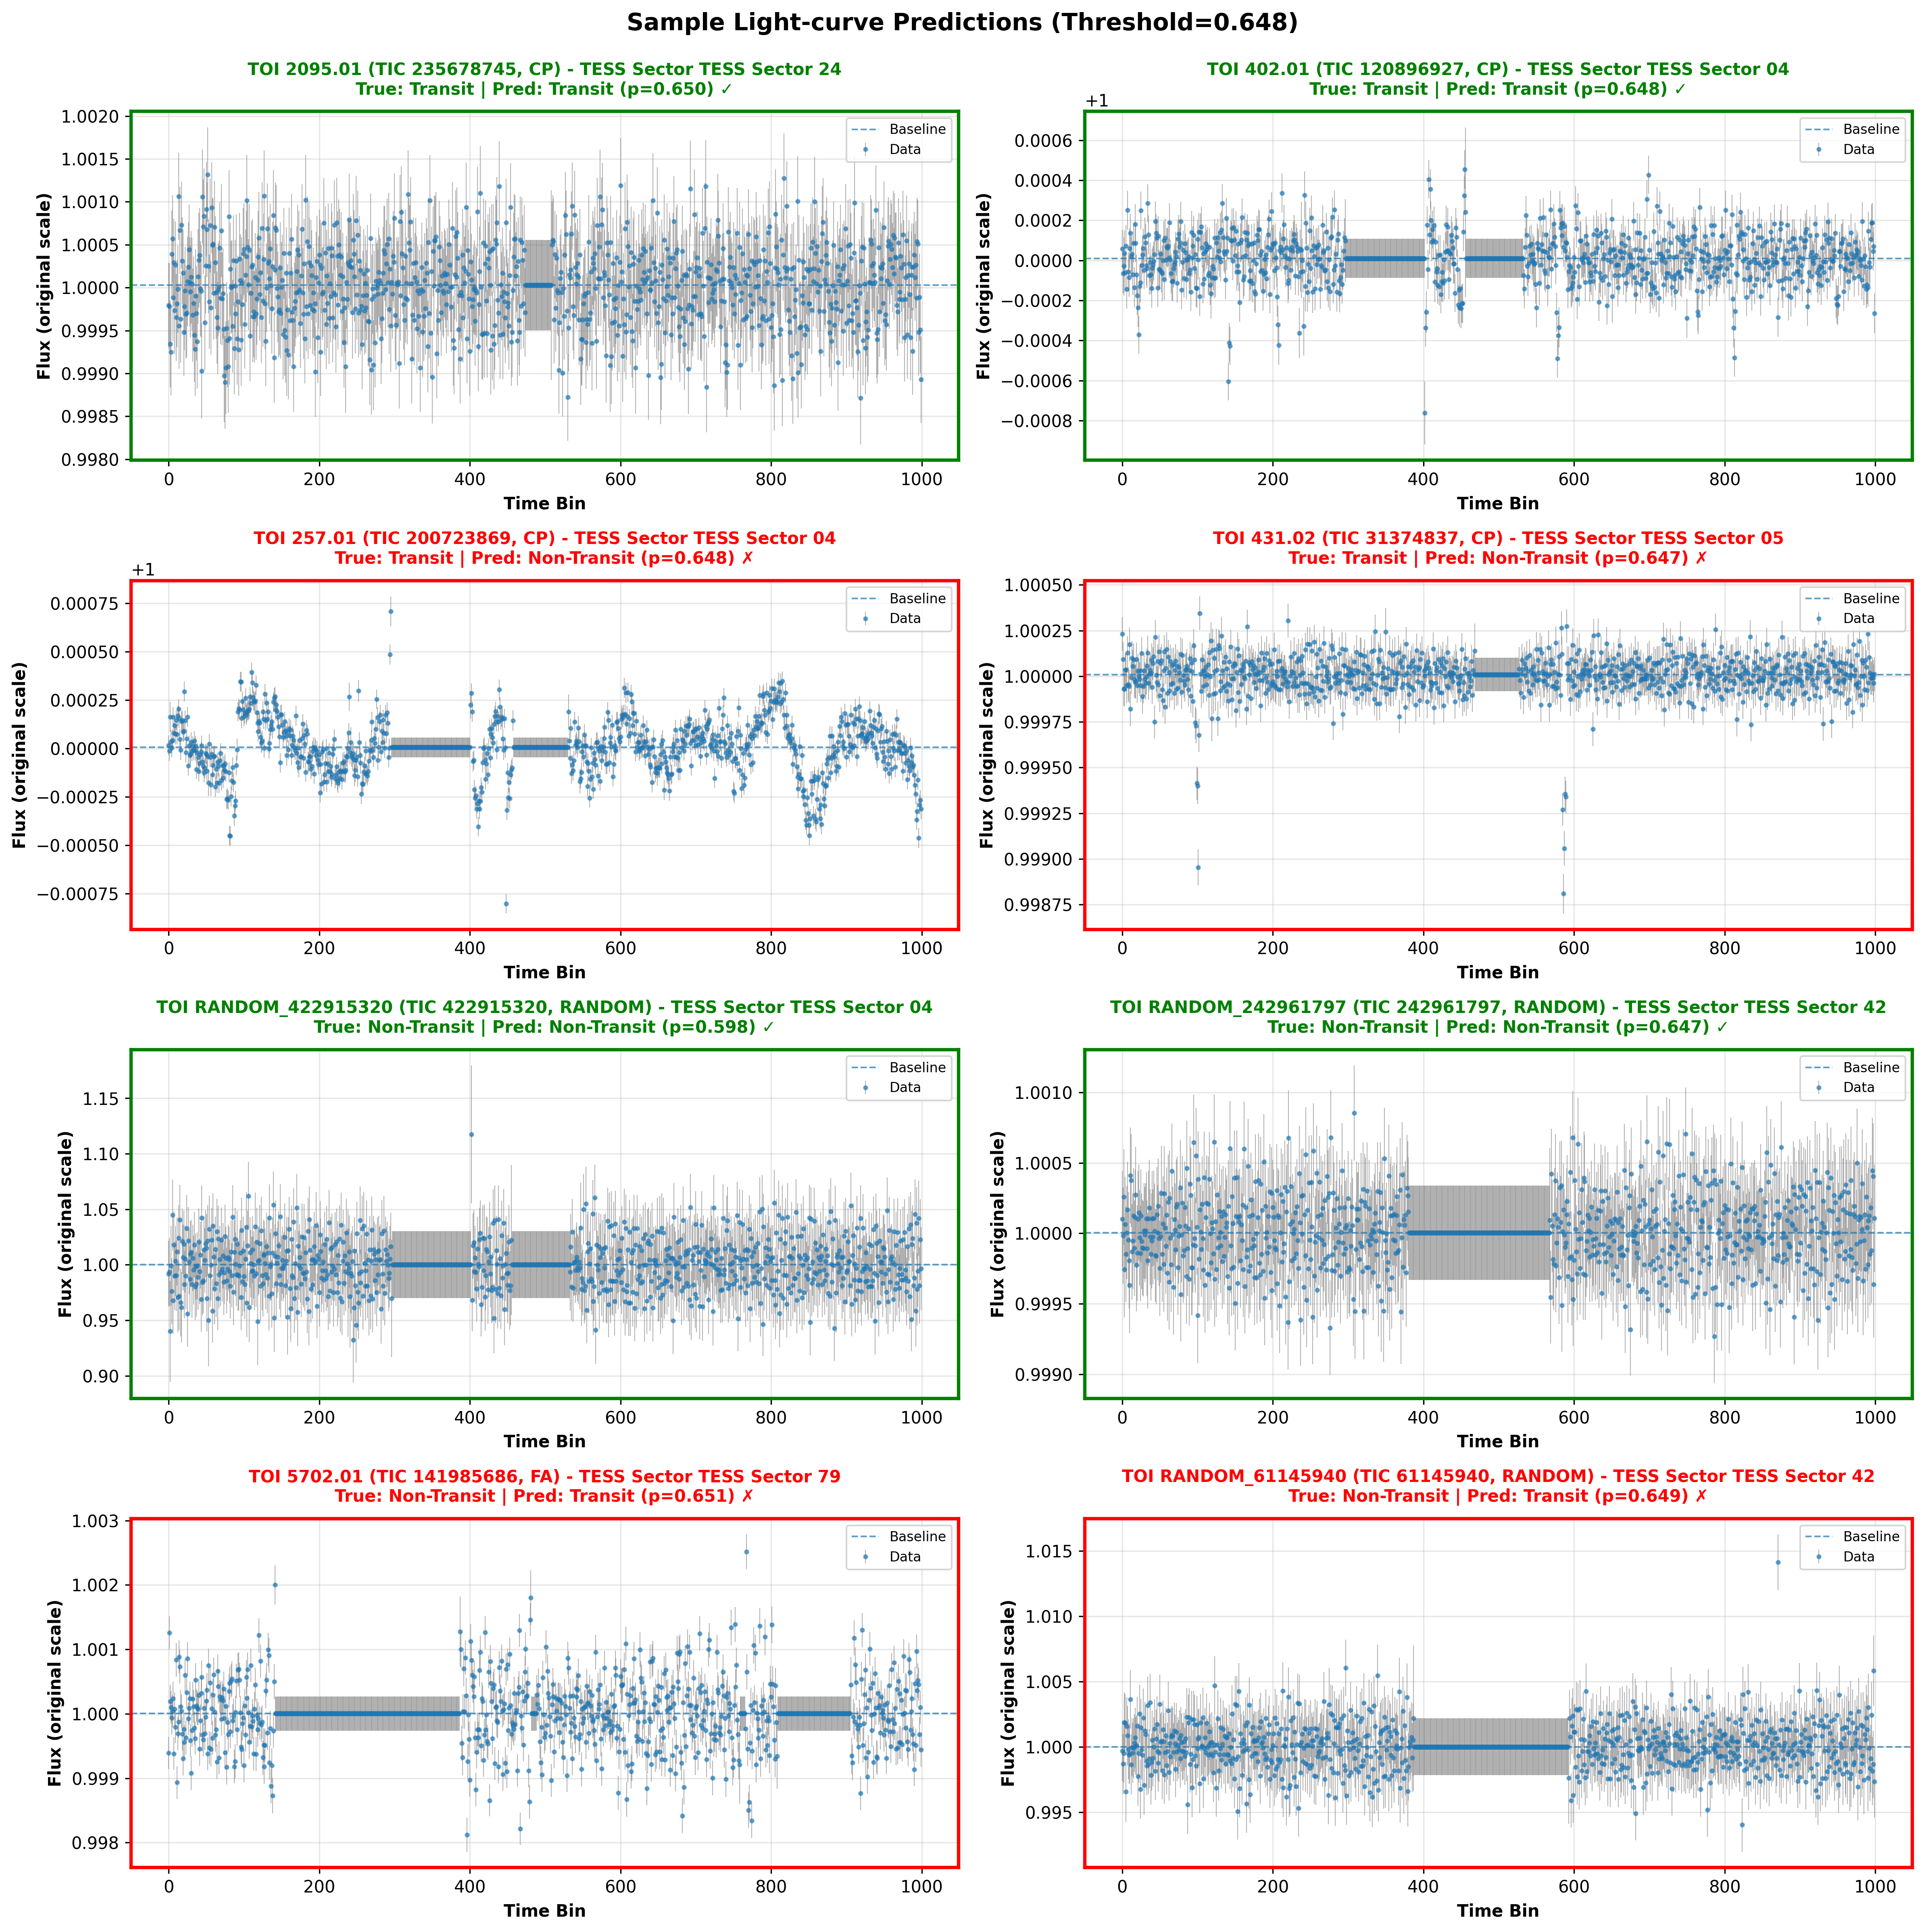 Sample Light-curve Predictions (Threshold=0.648)
TOI 2095.01 (TIC 235678745, CP) - TESS Sector TESS Sector 24
True: Transit | Pred: Transit (p=0.650) ✓
Baseline
Data
1.0020
1.0015
1.0010
1.0005
1.0000
0.9995
0.9990
0.9985
0.9980
Flux (original scale)
0 200 400 600 800 1000
Time Bin
TOI 402.01 (TIC 120896927, CP) - TESS Sector TESS Sector 04
True: Transit | Pred: Transit (p=0.648) ✓
+1
Baseline
Data
0.0006
0.0004
0.0002
0.0000
−0.0002
−0.0004
−0.0006
−0.0008
Flux (original scale)
0 200 400 600 800 1000
Time Bin
TOI 257.01 (TIC 200723869, CP) - TESS Sector TESS Sector 04
True: Transit | Pred: Non-Transit (p=0.648) ✗
+1
Baseline
Data
0.00075
0.00050
0.00025
0.00000
−0.00025
−0.00050
−0.00075
Flux (original scale)
0 200 400 600 800 1000
Time Bin
TOI 431.02 (TIC 31374837, CP) - TESS Sector TESS Sector 05
True: Transit | Pred: Non-Transit (p=0.647) ✗
Baseline
Data
1.00050
1.00025
1.00000
0.99975
0.99950
0.99925
0.99900
0.99875
Flux (original scale)
0 200 400 600 800 1000
Time Bin
TOI RANDOM_422915320 (TIC 422915320, RANDOM) - TESS Sector TESS Sector 04
True: Non-Transit | Pred: Non-Transit (p=0.598) ✓
Baseline
Data
1.15
1.10
1.05
1.00
0.95
0.90
Flux (original scale)
0 200 400 600 800 1000
Time Bin
TOI RANDOM_242961797 (TIC 242961797, RANDOM) - TESS Sector TESS Sector 42
True: Non-Transit | Pred: Non-Transit (p=0.647) ✓
Baseline
Data
1.0010
1.0005
1.0000
0.9995
0.9990
Flux (original scale)
0 200 400 600 800 1000
Time Bin
TOI 5702.01 (TIC 141985686, FA) - TESS Sector TESS Sector 79
True: Non-Transit | Pred: Transit (p=0.651) ✗
Baseline
Data
1.003
1.002
1.001
1.000
0.999
0.998
Flux (original scale)
0 200 400 600 800 1000
Time Bin
TOI RANDOM_61145940 (TIC 61145940, RANDOM) - TESS Sector TESS Sector 42
True: Non-Transit | Pred: Transit (p=0.649) ✗
Baseline
Data
1.015
1.010
1.005
1.000
0.995
Flux (original scale)
0 200 400 600 800 1000
Time Bin